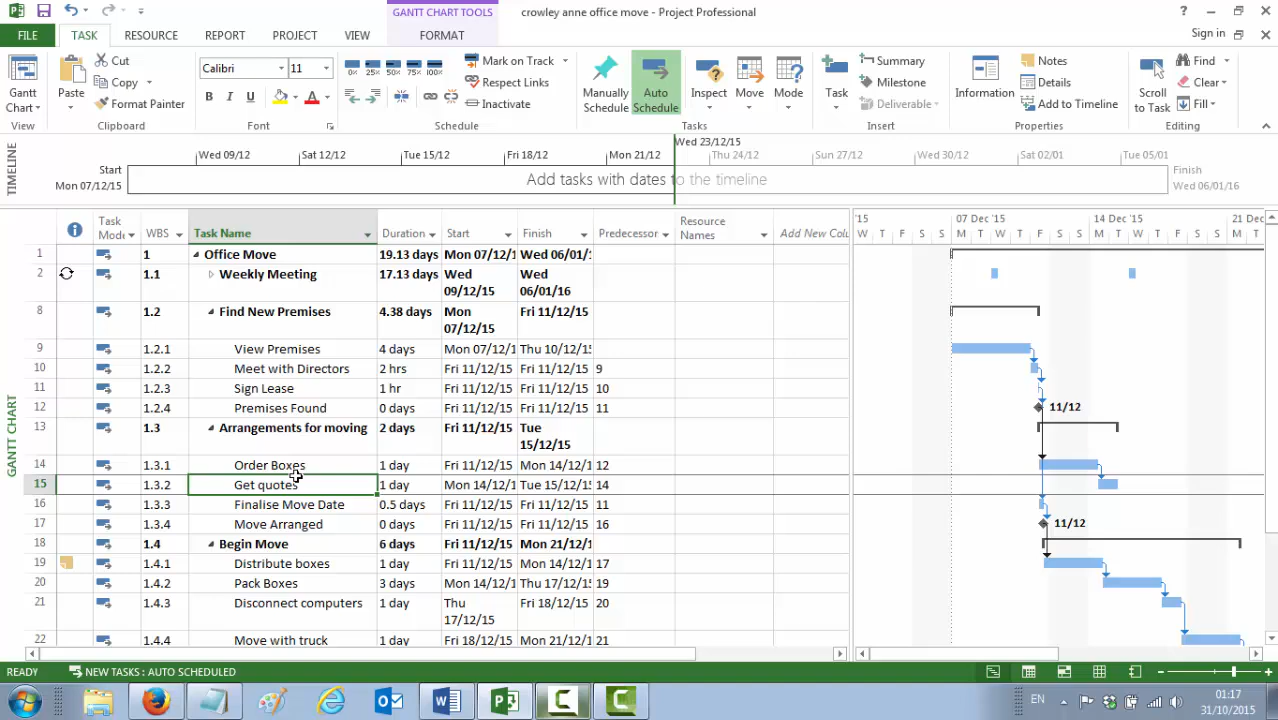 GANTT CHART TOOLS
crowley anne office move - Project Professional
FILE TASK RESOURCE REPORT PROJECT VIEW FORMAT Sign in
Gantt Chart
View
Paste
Cut
Copy
Format Painter
Clipboard
Calibri 11
B I U A
Font
0% 25% 50% 75% 100%
Mark on Track
Respect Links
Inactivate
Schedule
Manually Schedule
Auto Schedule
Inspect
Move
Mode
Tasks
Task
Summary
Milestone
Deliverable
Insert
Information
Notes
Details
Add to Timeline
Properties
Scroll to Task
Find
Clear
Fill
Editing
TIMELINE
Wed 23/12/15
Wed 09/12 Sat 12/12 Tue 15/12 Fri 18/12 Mon 21/12 Thu 24/12 Sun 27/12 Wed 30/12 Sat 02/01 Tue 05/01
Start
Mon 07/12/15
Add tasks with dates to the timeline
Finish
Wed 06/01/16
GANTT CHART
Task Mode WBS Task Name Duration Start Finish Predecessor Resource Names Add New Colu
'15 07 Dec '15 14 Dec '15 21 Dec
W T F S S M T W T F S S M T W T F S S M T
1 1 Office Move 19.13 days Mon 07/12/1 Wed 06/01/1
2 1.1 Weekly Meeting 17.13 days Wed 09/12/15 Wed 06/01/16
8 1.2 Find New Premises 4.38 days Mon 07/12/15 Fri 11/12/15
9 1.2.1 View Premises 4 days Mon 07/12/1 Thu 10/12/15
10 1.2.2 Meet with Directors 2 hrs Fri 11/12/15 Fri 11/12/15 9
11 1.2.3 Sign Lease 1 hr Fri 11/12/15 Fri 11/12/15 10
12 1.2.4 Premises Found 0 days Fri 11/12/15 Fri 11/12/15 11 11/12
13 1.3 Arrangements for moving 2 days Fri 11/12/15 Tue 15/12/15
14 1.3.1 Order Boxes 1 day Fri 11/12/15 Mon 14/12/1 12
15 1.3.2 Get quotes 1 day Mon 14/12/1 Tue 15/12/15 14
16 1.3.3 Finalise Move Date 0.5 days Fri 11/12/15 Fri 11/12/15 11
17 1.3.4 Move Arranged 0 days Fri 11/12/15 Fri 11/12/15 16 11/12
18 1.4 Begin Move 6 days Fri 11/12/15 Mon 21/12/1
19 1.4.1 Distribute boxes 1 day Fri 11/12/15 Mon 14/12/1 17
20 1.4.2 Pack Boxes 3 days Mon 14/12/1 Thu 17/12/15 19
21 1.4.3 Disconnect computers 1 day Thu 17/12/15 Fri 18/12/15 20
22 1.4.4 Move with truck 1 day Fri 18/12/15 Mon 21/12/1 21
READY NEW TASKS : AUTO SCHEDULED
EN
01:17
31/10/2015